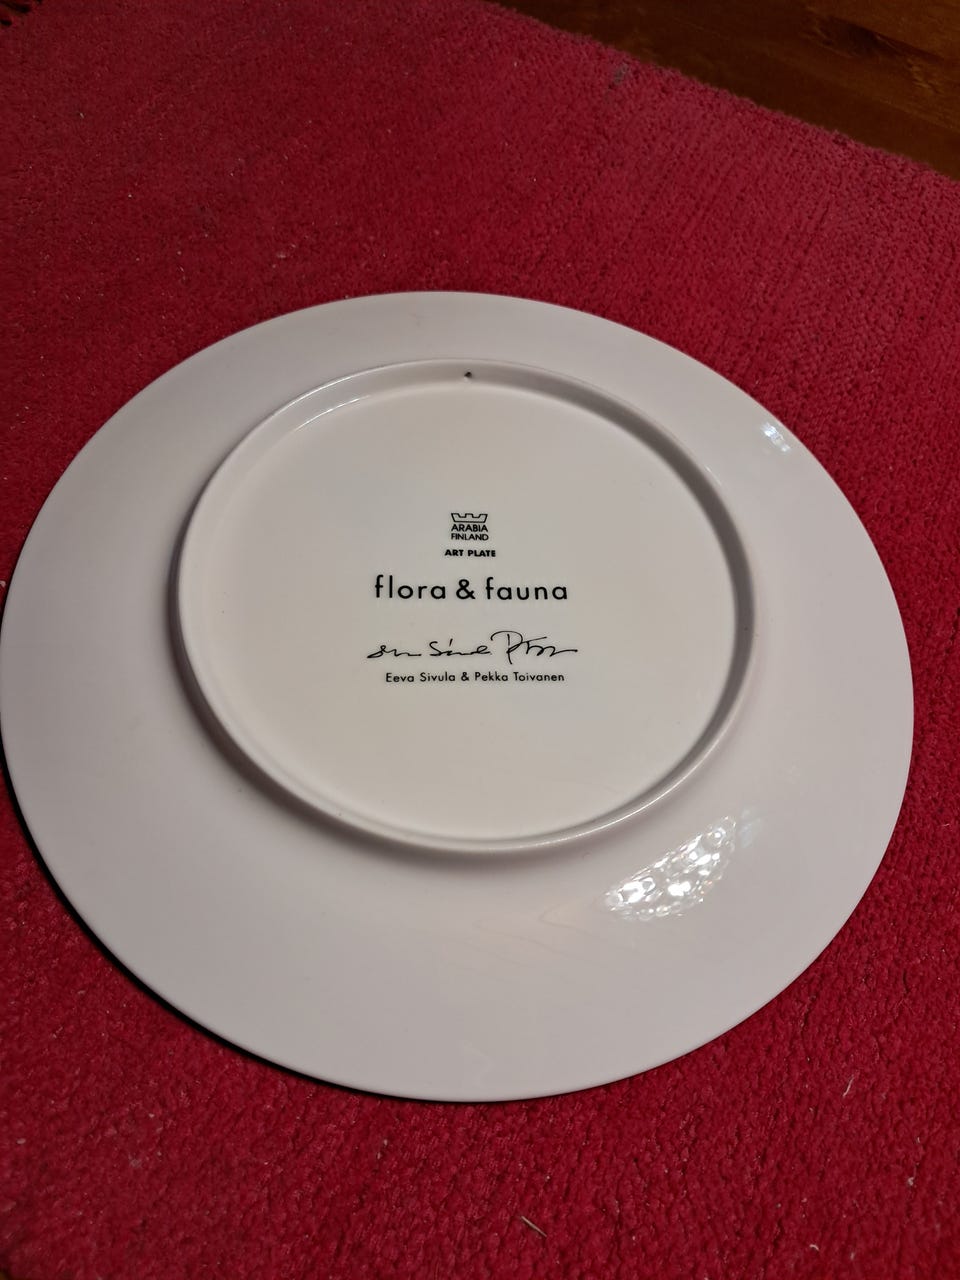 ARABIA
FINLAND
ART PLATE
flora & fauna
Eeva Sivula & Pekka Toivanen